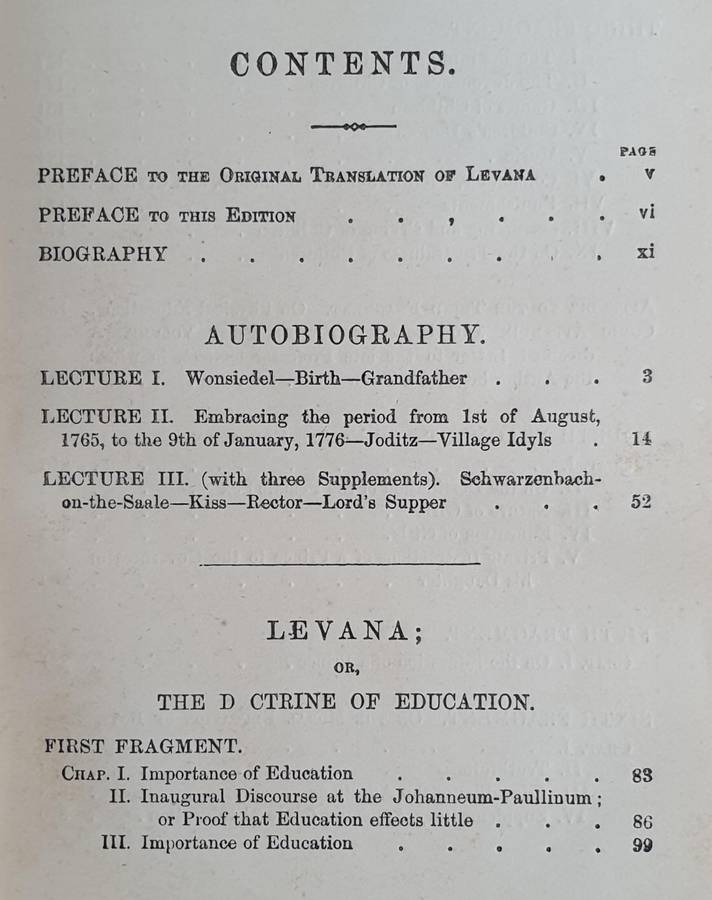 CONTENTS.
PAGE
PREFACE TO THE ORIGINAL TRANSLATION OF LEVANA . v
PREFACE TO THIS EDITION . . , . . . vi
BIOGRAPHY . . . . . . . . . xi
AUTOBIOGRAPHY.
LECTURE I. Wonsiedel—Birth—Grandfather . . . 3
LECTURE II. Embracing the period from 1st of August,
1765, to the 9th of January, 1776—Joditz—Village Idyls . 14
LECTURE III. (with three Supplements). Schwarzenbach-
on-the-Saale—Kiss—Rector—Lord's Supper . . . 52
LEVANA;
OR,
THE D CTRINE OF EDUCATION.
FIRST FRAGMENT.
CHAP. I. Importance of Education . . . . . 83
II. Inaugural Discourse at the Johanneum-Paullinum;
or Proof that Education effects little . . . 86
III. Importance of Education . . . . . 99